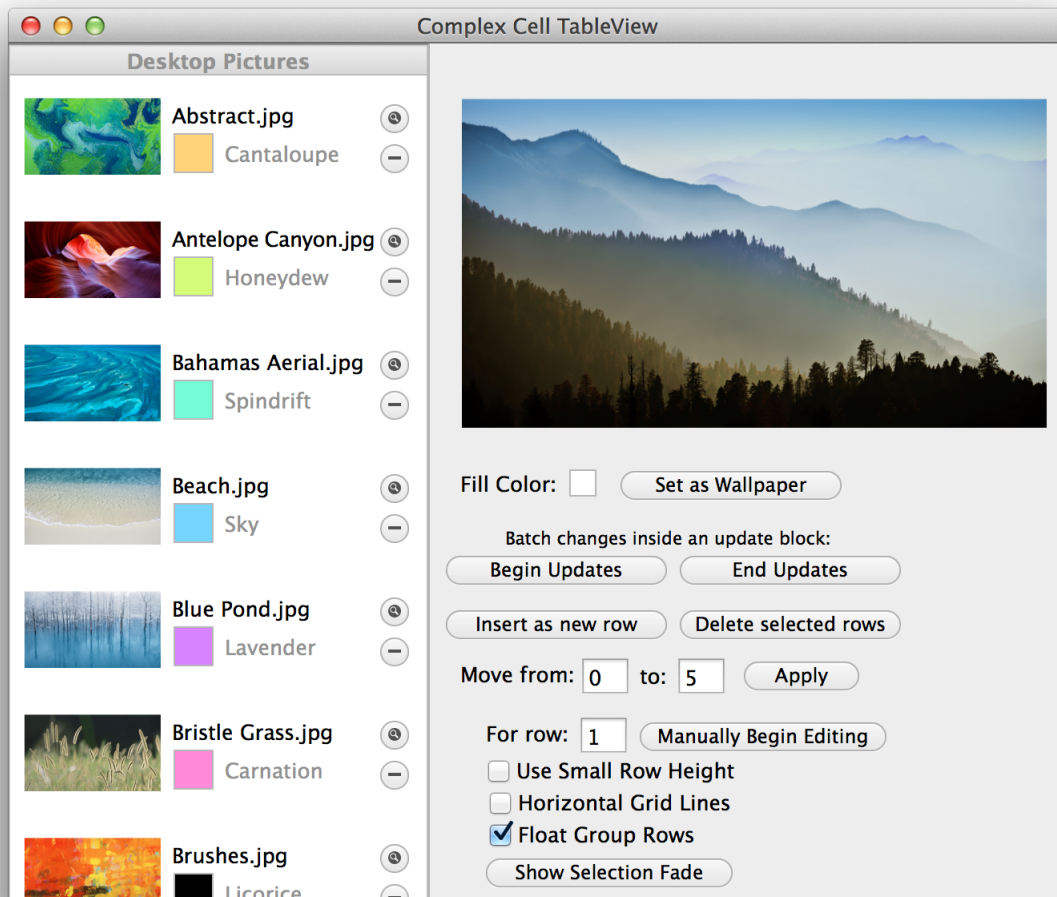 Complex Cell TableView
Desktop Pictures
Abstract.jpg
Cantaloupe
Antelope Canyon.jpg
Honeydew
Bahamas Aerial.jpg
Spindrift
Beach.jpg
Sky
Blue Pond.jpg
Lavender
Bristle Grass.jpg
Carnation
Brushes.jpg
Licorice
Fill Color:
Set as Wallpaper
Batch changes inside an update block:
Begin Updates End Updates
Insert as new row Delete selected rows
Move from: 0 to: 5 Apply
For row: 1 Manually Begin Editing
Use Small Row Height
Horizontal Grid Lines
Float Group Rows
Show Selection Fade